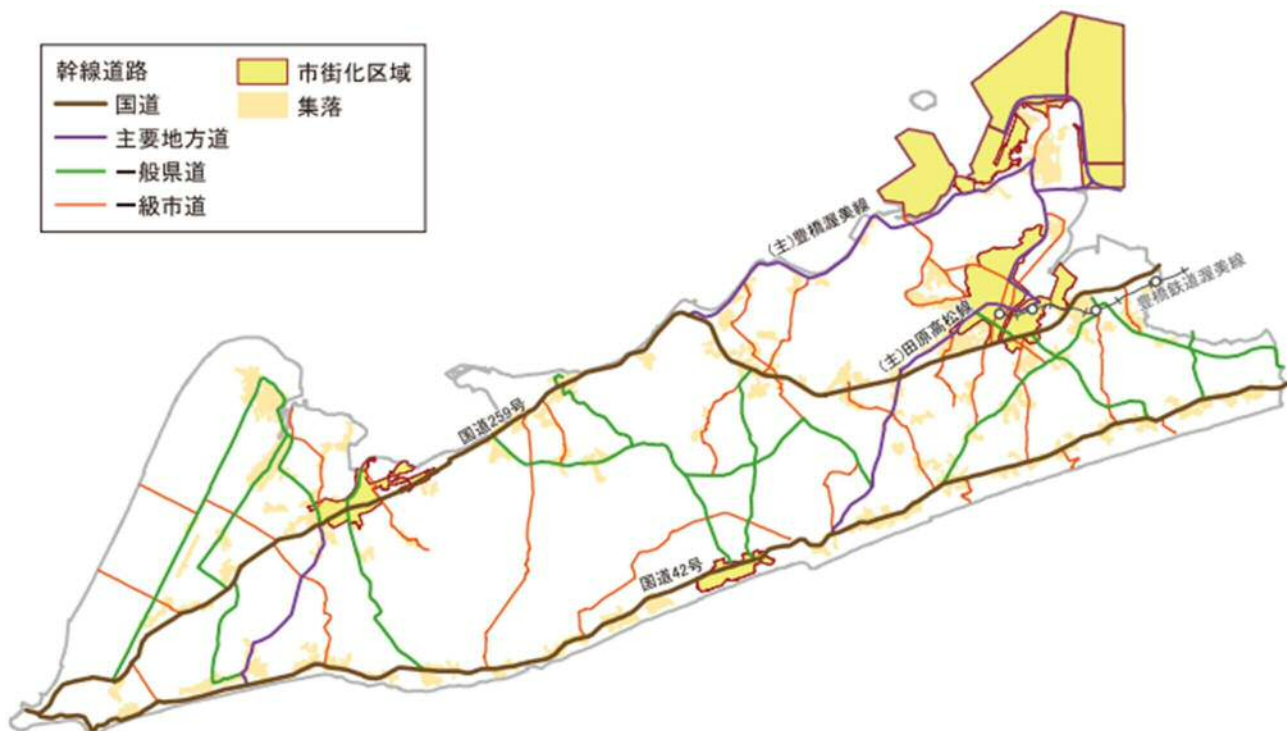 幹線道路
国道
主要地方道
一般県道
一級市道
市街化区域
集落
(主)豊橋渥美線
(主)田原高松線
豊橋鉄道渥美線
国道259号
国道42号